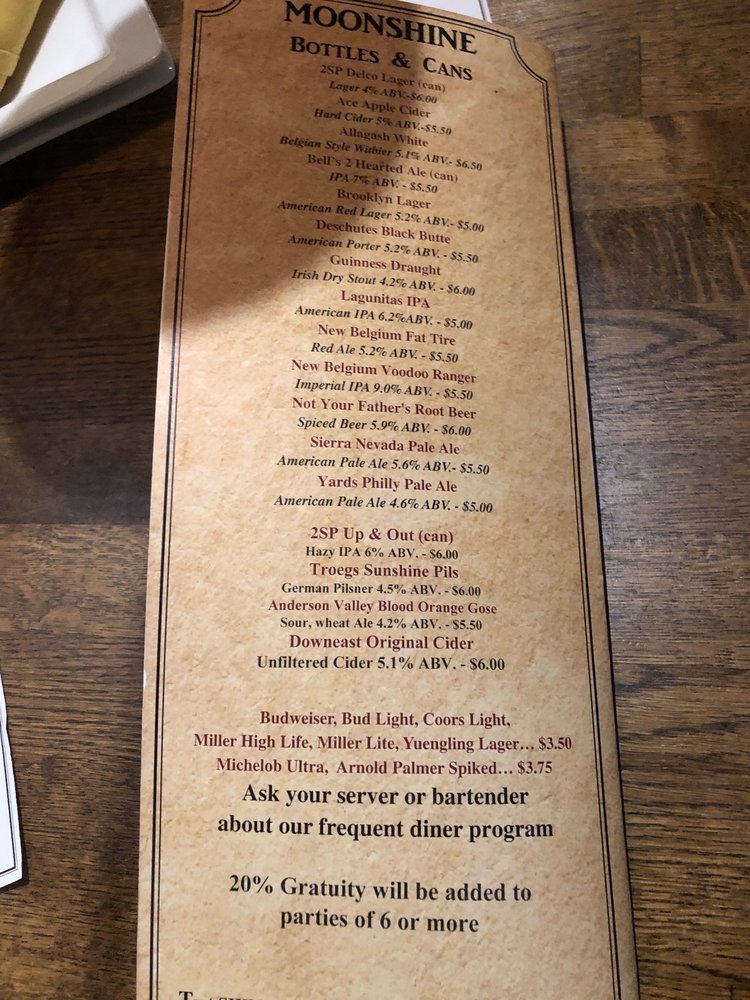 MOONSHINE
BOTTLES & CANS
2SP Delco Lager (can)
Lager 4% ABV.-$6.00
Ace Apple Cider
Hard Cider 5% ABV.-$5.50
Allagash White
Belgian Style Witbier 5.1% ABV.- $6.50
Bell's 2 Hearted Ale (can)
IPA 7% ABV. - $5.50
Brooklyn Lager
American Red Lager 5.2% ABV.- $5.00
Deschutes Black Butte
American Porter 5.2% ABV. - $5.50
Guinness Draught
Irish Dry Stout 4.2% ABV. - $6.00
Lagunitas IPA
American IPA 6.2%ABV. - $5.00
New Belgium Fat Tire
Red Ale 5.2% ABV. - $5.50
New Belgium Voodoo Ranger
Imperial IPA 9.0% ABV. - $5.50
Not Your Father's Root Beer
Spiced Beer 5.9% ABV. - $6.00
Sierra Nevada Pale Ale
American Pale Ale 5.6% ABV.- $5.50
Yards Philly Pale Ale
American Pale Ale 4.6% ABV. - $5.00
2SP Up & Out (can)
Hazy IPA 6% ABV. - $6.00
Troegs Sunshine Pils
German Pilsner 4.5% ABV. - $6.00
Anderson Valley Blood Orange Gose
Sour, wheat Ale 4.2% ABV. - $5.50
Downeast Original Cider
Unfiltered Cider 5.1% ABV. - $6.00
Budweiser, Bud Light, Coors Light,
Miller High Life, Miller Lite, Yuengling Lager... $3.50
Michelob Ultra, Arnold Palmer Spiked... $3.75
Ask your server or bartender
about our frequent diner program
20% Gratuity will be added to
parties of 6 or more